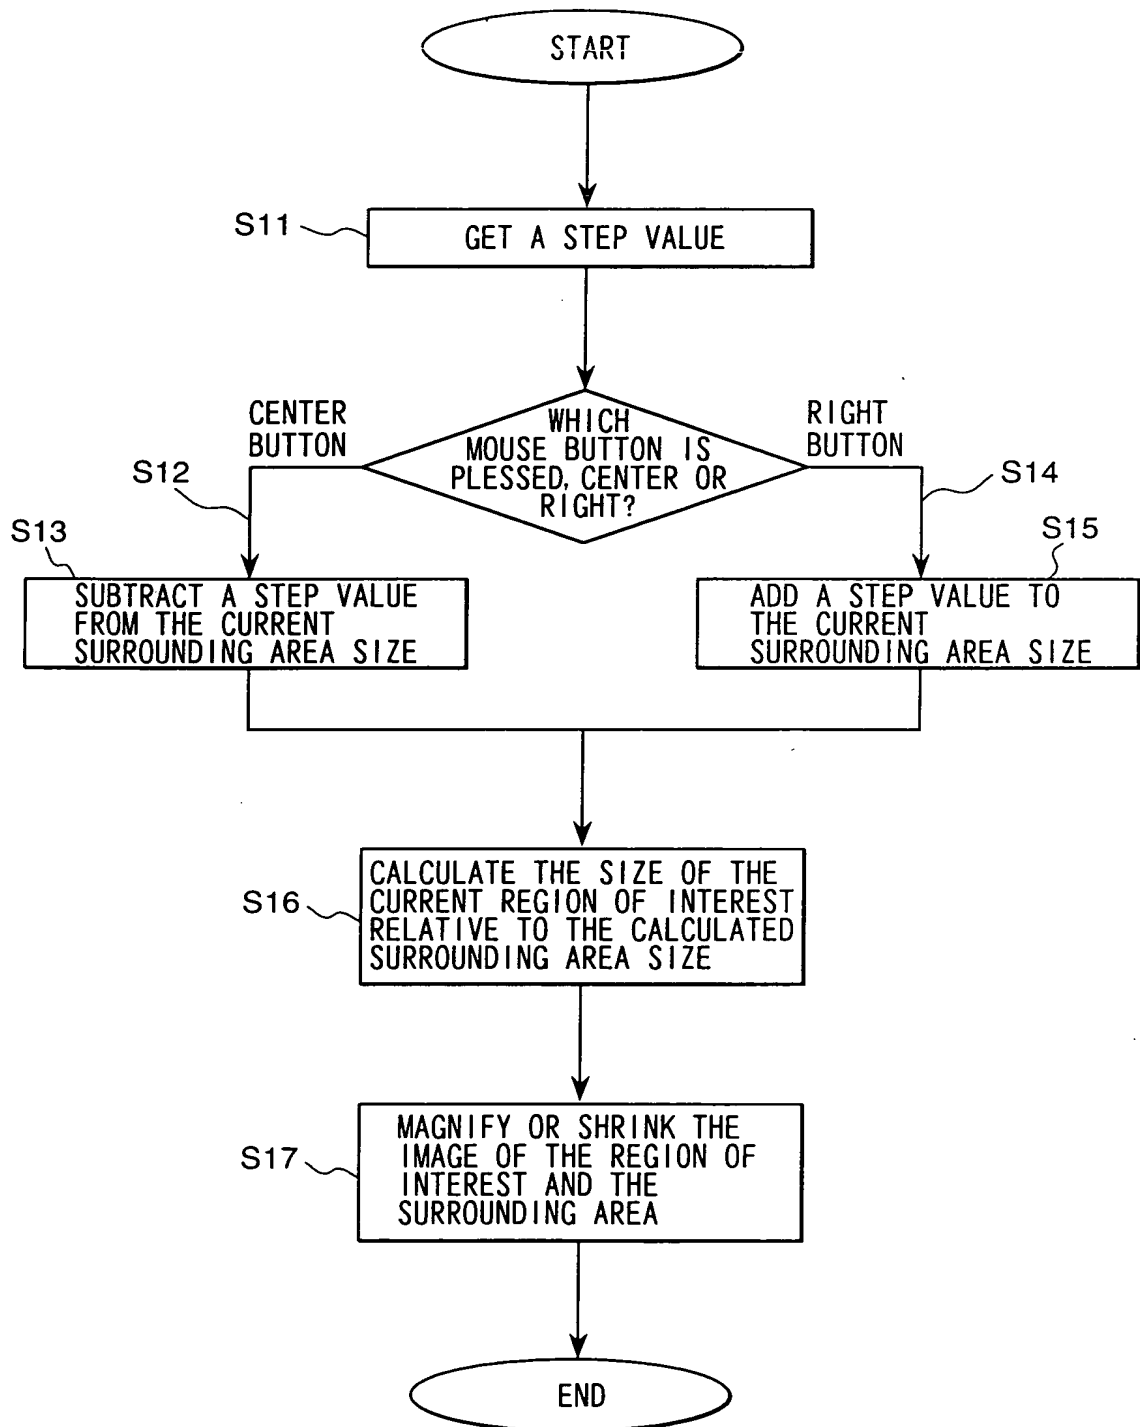 START
S11
GET A STEP VALUE
CENTER
BUTTON
WHICH
MOUSE BUTTON IS
PLESSED, CENTER OR
RIGHT?
RIGHT
BUTTON
S12
S14
S13
SUBTRACT A STEP VALUE
FROM THE CURRENT
SURROUNDING AREA SIZE
S15
ADD A STEP VALUE TO
THE CURRENT
SURROUNDING AREA SIZE
S16
CALCULATE THE SIZE OF THE
CURRENT REGION OF INTEREST
RELATIVE TO THE CALCULATED
SURROUNDING AREA SIZE
S17
MAGNIFY OR SHRINK THE
IMAGE OF THE REGION OF
INTEREST AND THE
SURROUNDING AREA
END